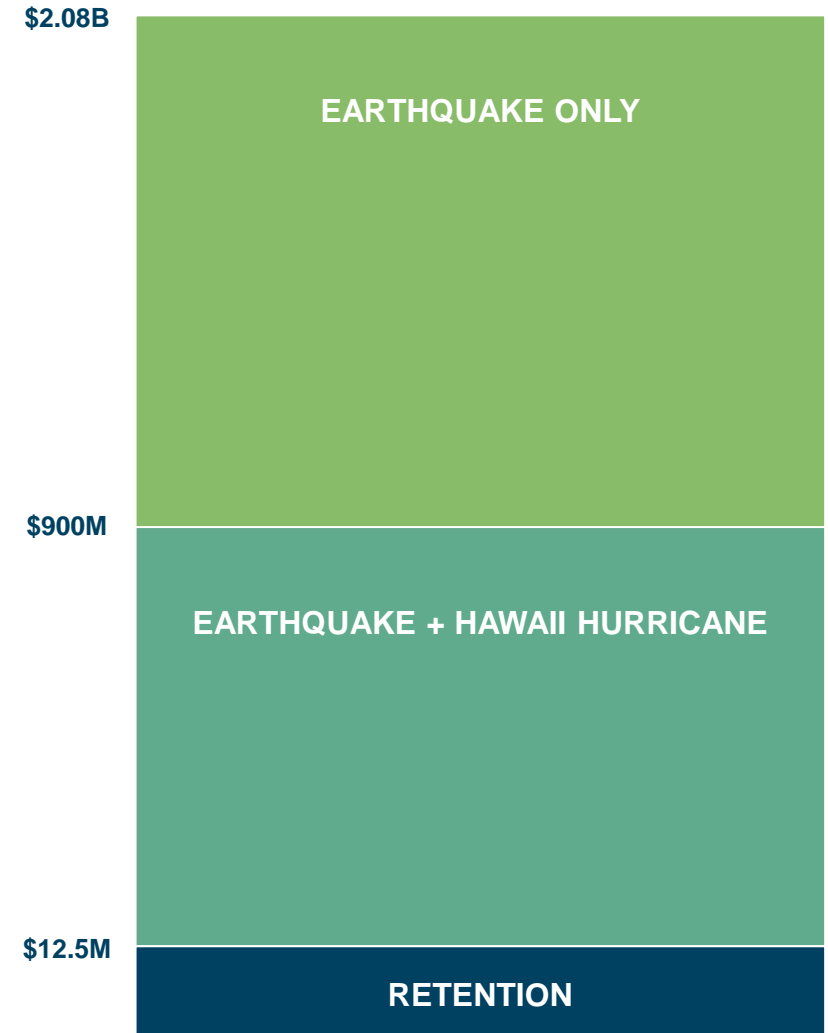 $2.08B
EARTHQUAKE ONLY
$900M
EARTHQUAKE + HAWAII HURRICANE
$12.5M
RETENTION